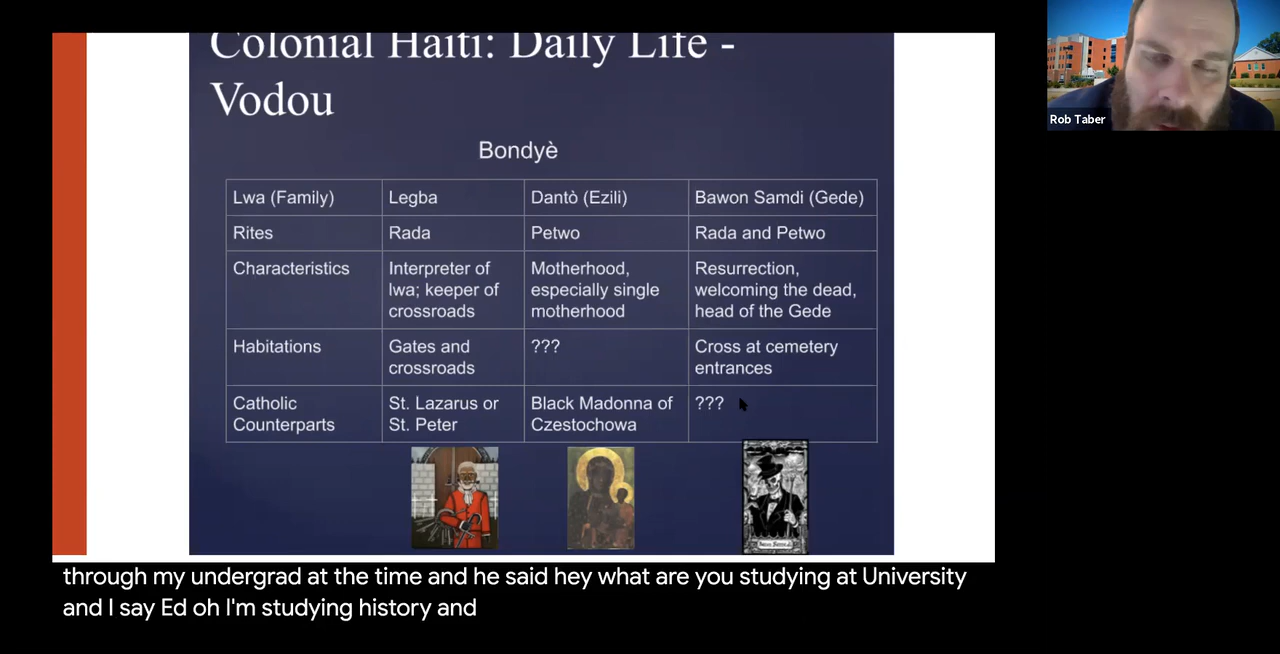 Colonial Haiti: Daily Life -
Vodou
Bondyè
Lwa (Family)
Legba
Dantò (Ezili)
Bawon Samdi (Gede)
Rites
Rada
Petwo
Rada and Petwo
Characteristics
Interpreter of
lwa; keeper of
crossroads
Motherhood,
especially single
motherhood
Resurrection,
welcoming the dead,
head of the Gede
Habitations
Gates and
crossroads
???
Cross at cemetery
entrances
Catholic
Counterparts
St. Lazarus or
St. Peter
Black Madonna of
Czestochowa
???
Rob Taber
through my undergrad at the time and he said hey what are you studying at University
and I say Ed oh I'm studying history and